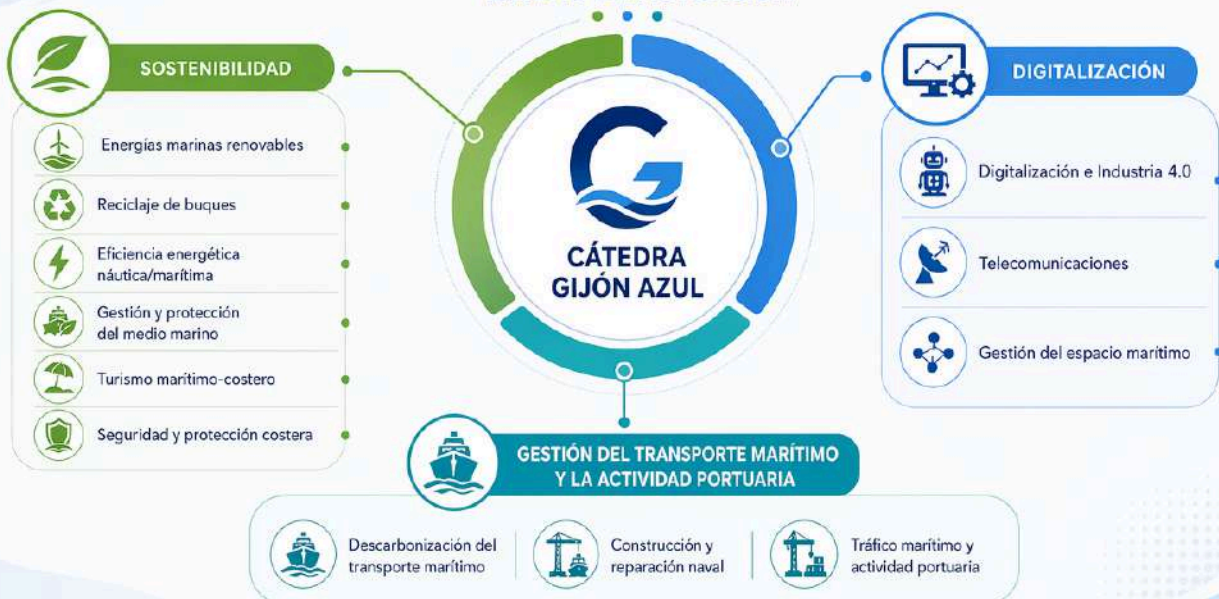 SOSTENIBILIDAD
Energías marinas renovables
Reciclaje de buques
Eficiencia energética
náutica/marítima
Gestión y protección
del medio marino
Turismo marítimo-costero
Seguridad y protección costera
CÁTEDRA
GIJÓN AZUL
DIGITALIZACIÓN
Digitalización e Industria 4.0
Telecomunicaciones
Gestión del espacio marítimo
GESTIÓN DEL TRANSPORTE MARÍTIMO
Y LA ACTIVIDAD PORTUARIA
Descarbonización del
transporte marítimo
Construcción y
reparación naval
Tráfico marítimo y
actividad portuaria